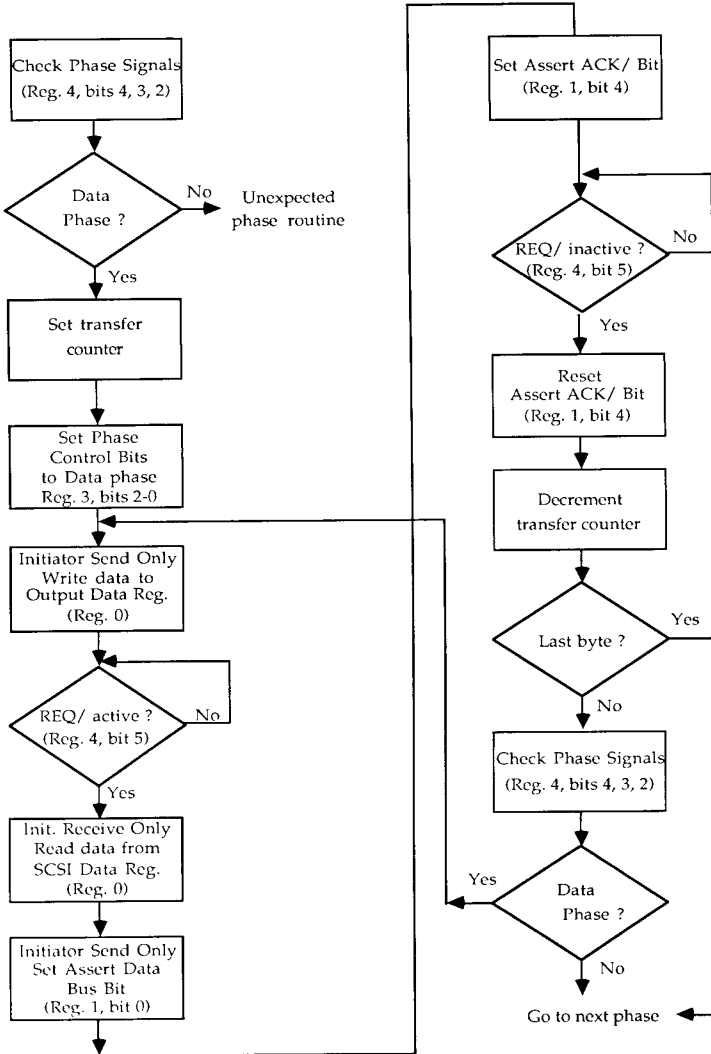 Check Phase Signals
(Reg. 4, bits 4, 3, 2)
Data
Phase ?
No
Unexpected
phase routine
Yes
Set transfer
counter
Set Phase
Control Bits
to Data phase
Reg. 3, bits 2-0
Initiator Send Only
Write data to
Output Data Reg.
(Reg. 0)
REQ/ active ?
(Reg. 4, bit 5)
No
Yes
Init. Receive Only
Read data from
SCSI Data Reg.
(Reg. 0)
Initiator Send Only
Set Assert Data
Bus Bit
(Reg. 1, bit 0)
Set Assert ACK/ Bit
(Reg. 1, bit 4)
REQ/ inactive ?
(Reg. 4, bit 5)
No
Yes
Reset
Assert ACK/ Bit
(Reg. 1, bit 4)
Decrement
transfer counter
Last byte ?
Yes
No
Check Phase Signals
(Reg. 4, bits 4, 3, 2)
Yes
Data
Phase ?
No
Go to next phase